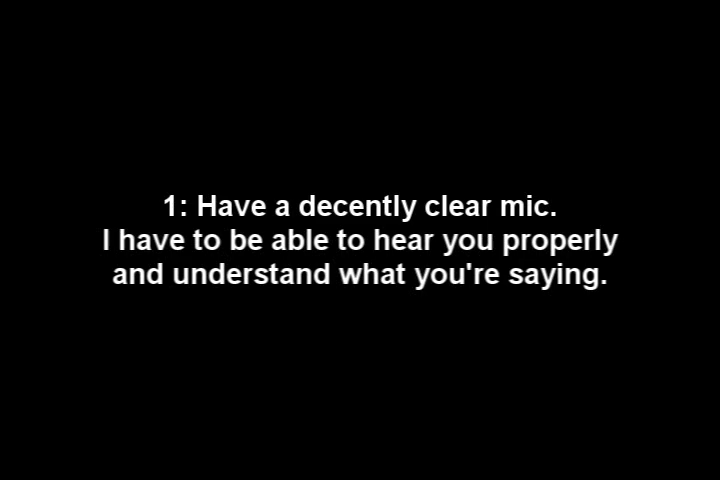 1: Have a decently clear mic.
I have to be able to hear you properly
and understand what you're saying.